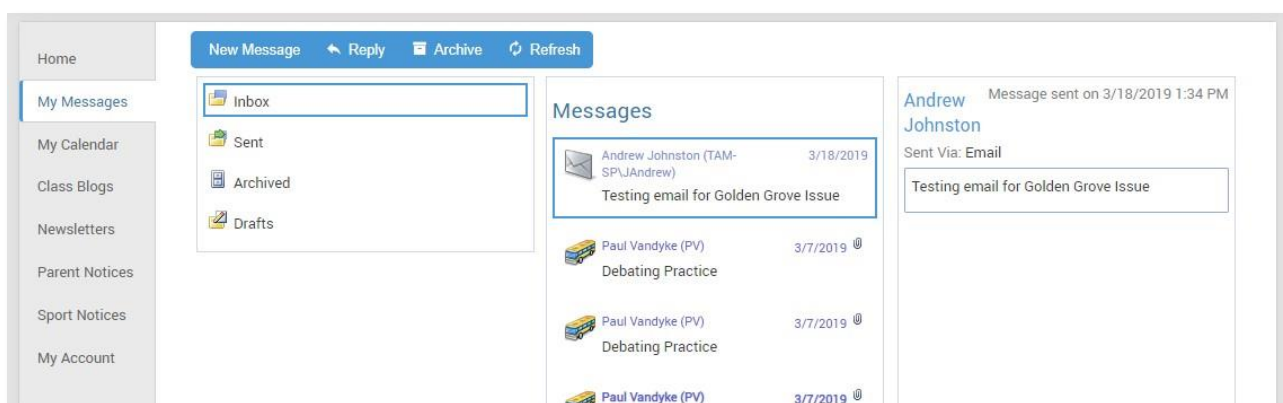 Home
My Messages
My Calendar
Class Blogs
Newsletters
Parent Notices
Sport Notices
My Account
New Message Reply Archive Refresh
Inbox
Sent
Archived
Drafts
Messages
Andrew Johnston (TAM- 3/18/2019
SP\JAndrew)
Testing email for Golden Grove Issue
Paul Vandyke (PV) 3/7/2019
Debating Practice
Paul Vandyke (PV) 3/7/2019
Debating Practice
Paul Vandyke (PV) 3/7/2019
Andrew Message sent on 3/18/2019 1:34 PM
Johnston
Sent Via: Email
Testing email for Golden Grove Issue